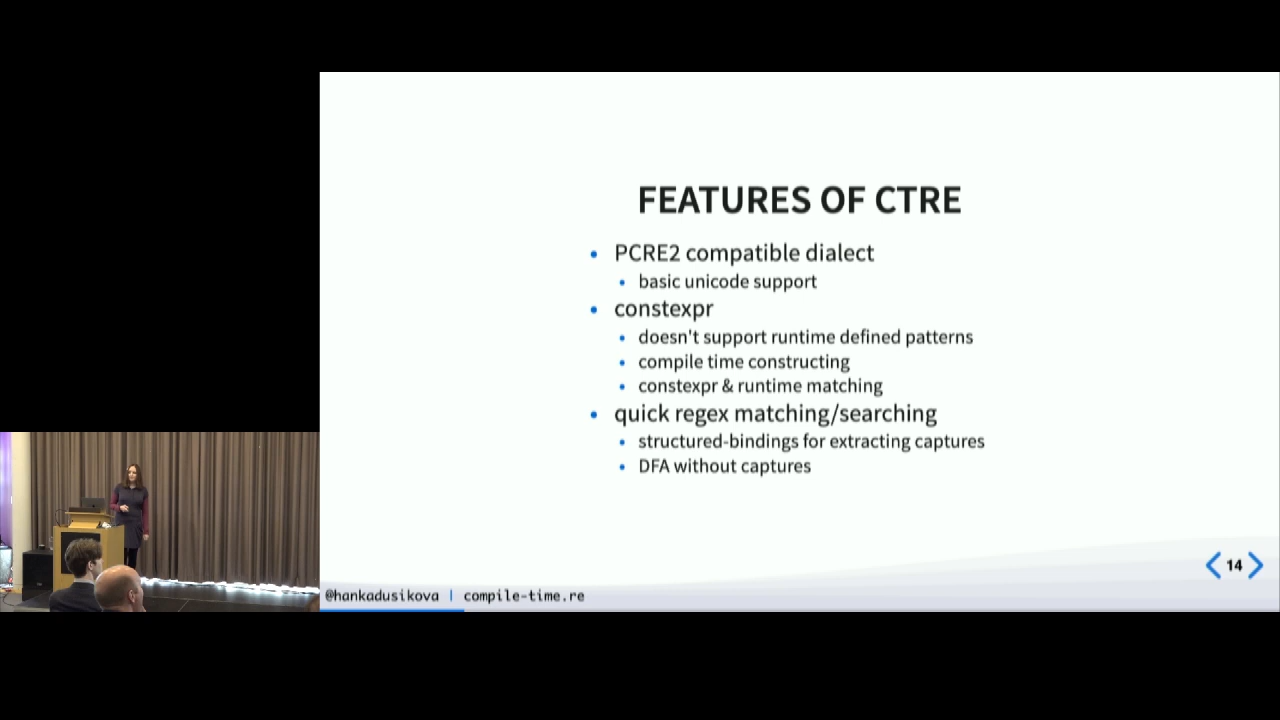 FEATURES OF CTRE
PCRE2 compatible dialect
basic unicode support
constexpr
doesn't support runtime defined patterns
compile time constructing
constexpr & runtime matching
quick regex matching/searching
structured-bindings for extracting captures
DFA without captures
14
@hankadusikova | compile-time.re